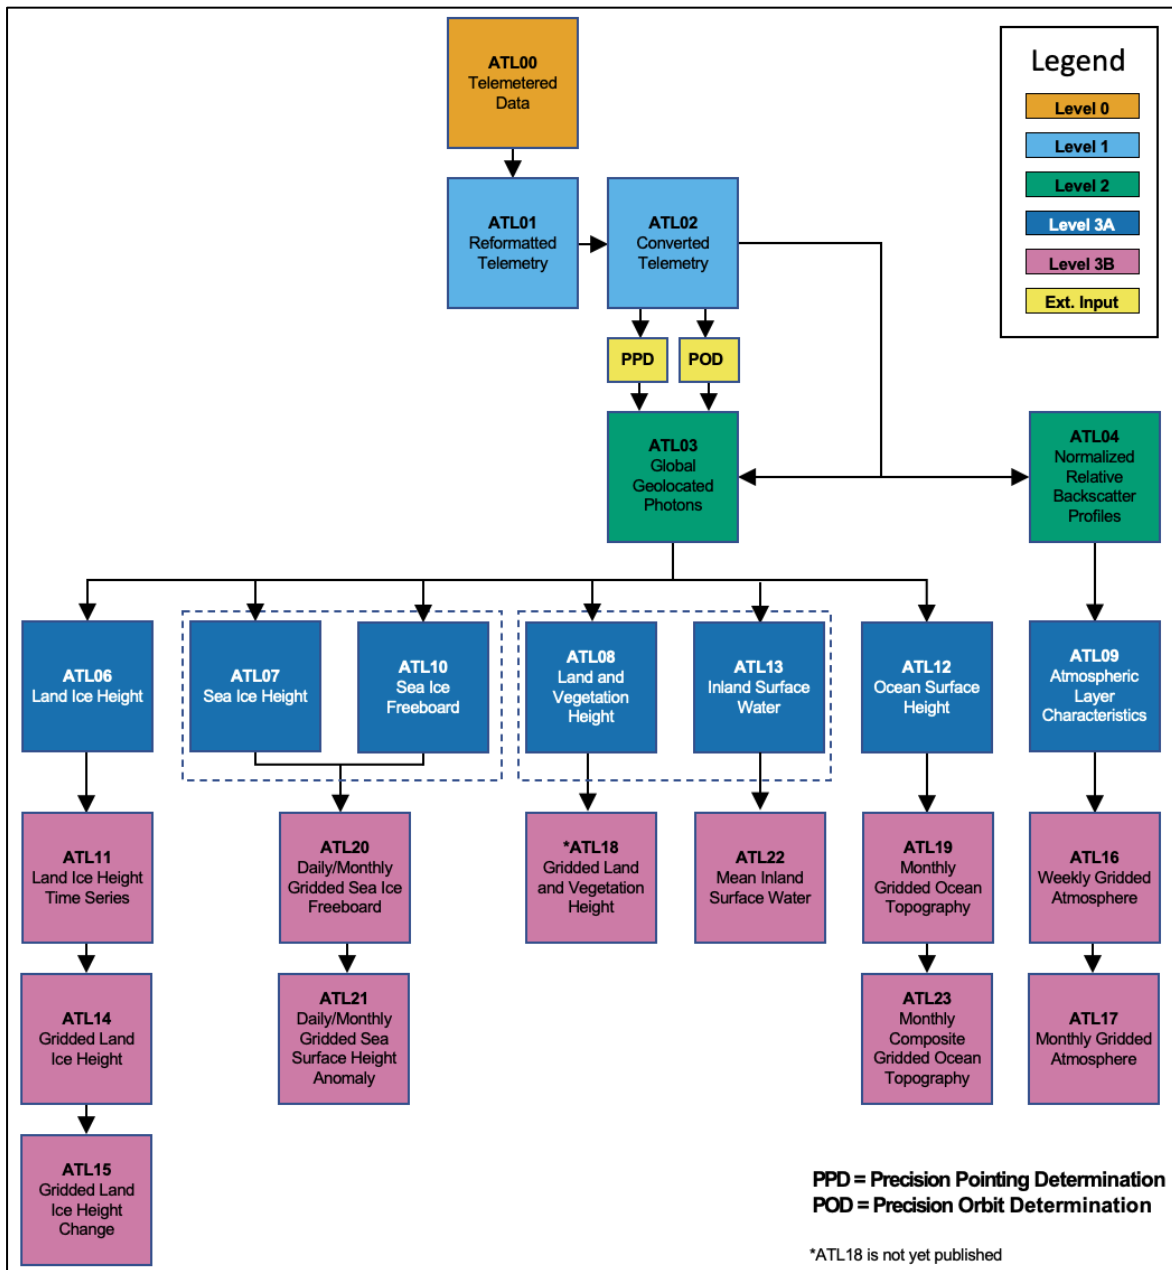 ATL00
Telemetered
Data
Legend
Level 0
Level 1
Level 2
Level 3A
Level 3B
Ext. Input
ATL01
Reformatted
Telemetry
ATL02
Converted
Telemetry
PPD
POD
ATL03
Global
Geolocated
Photons
ATL04
Normalized
Relative
Backscatter
Profiles
ATL06
Land Ice Height
ATL07
Sea Ice Height
ATL10
Sea Ice
Freeboard
ATL08
Land and
Vegetation
Height
ATL13
Inland Surface
Water
ATL12
Ocean Surface
Height
ATL09
Atmospheric
Layer
Characteristics
ATL11
Land Ice Height
Time Series
ATL20
Daily/Monthly
Gridded Sea Ice
Freeboard
*ATL18
Gridded Land
and Vegetation
Height
ATL22
Mean Inland
Surface Water
ATL19
Monthly
Gridded Ocean
Topography
ATL16
Weekly Gridded
Atmosphere
ATL14
Gridded Land
Ice Height
ATL21
Daily/Monthly
Gridded Sea
Surface Height
Anomaly
ATL23
Monthly
Composite
Gridded Ocean
Topography
ATL17
Monthly Gridded
Atmosphere
ATL15
Gridded Land
Ice Height
Change
PPD = Precision Pointing Determination
POD = Precision Orbit Determination
*ATL18 is not yet published